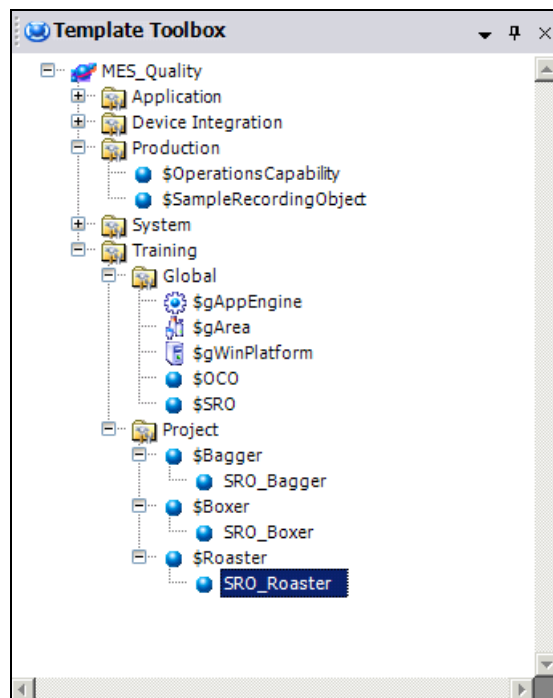 Template Toolbox
MES_Quality
Application
Device Integration
Production
$OperationsCapability
$SampleRecordingObject
System
Training
Global
$gAppEngine
$gArea
$gWinPlatform
$OCO
$SRO
Project
$Bagger
SRO_Bagger
$Boxer
SRO_Boxer
$Roaster
SRO_Roaster